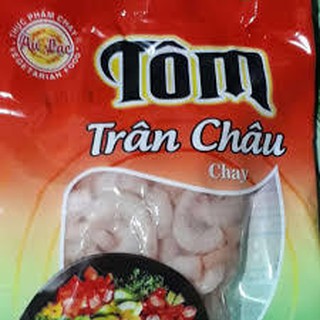 THỰC PHẨM CHAY
Âu Lạc
VEGETARIAN FOOD
TÔM
Trân Châu
Chay